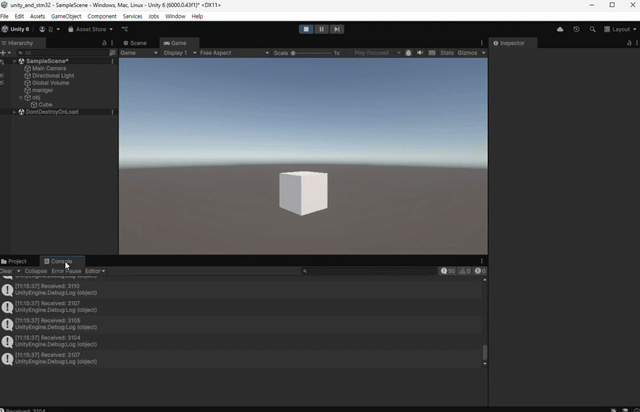 unity_and_stm32 - SampleScene - Windows, Mac, Linux - Unity 6 (6000.0.43f1)* <DX11>
File Edit Assets GameObject Component Services Jobs Window Help
Unity 6 Asset Store Layout
Hierarchy Scene Game Inspector
Game Display 1 Free Aspect Scale 1x Play Focused Stats Gizmos
SampleScene*
Main Camera
Directional Light
Global Volume
maniger
obj
Cube
DontDestroyOnLoad
Project Console
Clear Collapse Error Pause Editor 50 0 0
UnityEngine.Debug:Log (object)
[11:15:37] Received: 3110
UnityEngine.Debug:Log (object)
[11:15:37] Received: 3107
UnityEngine.Debug:Log (object)
[11:15:37] Received: 3105
UnityEngine.Debug:Log (object)
[11:15:37] Received: 3104
UnityEngine.Debug:Log (object)
[11:15:37] Received: 3107
UnityEngine.Debug:Log (object)
Received: 3104